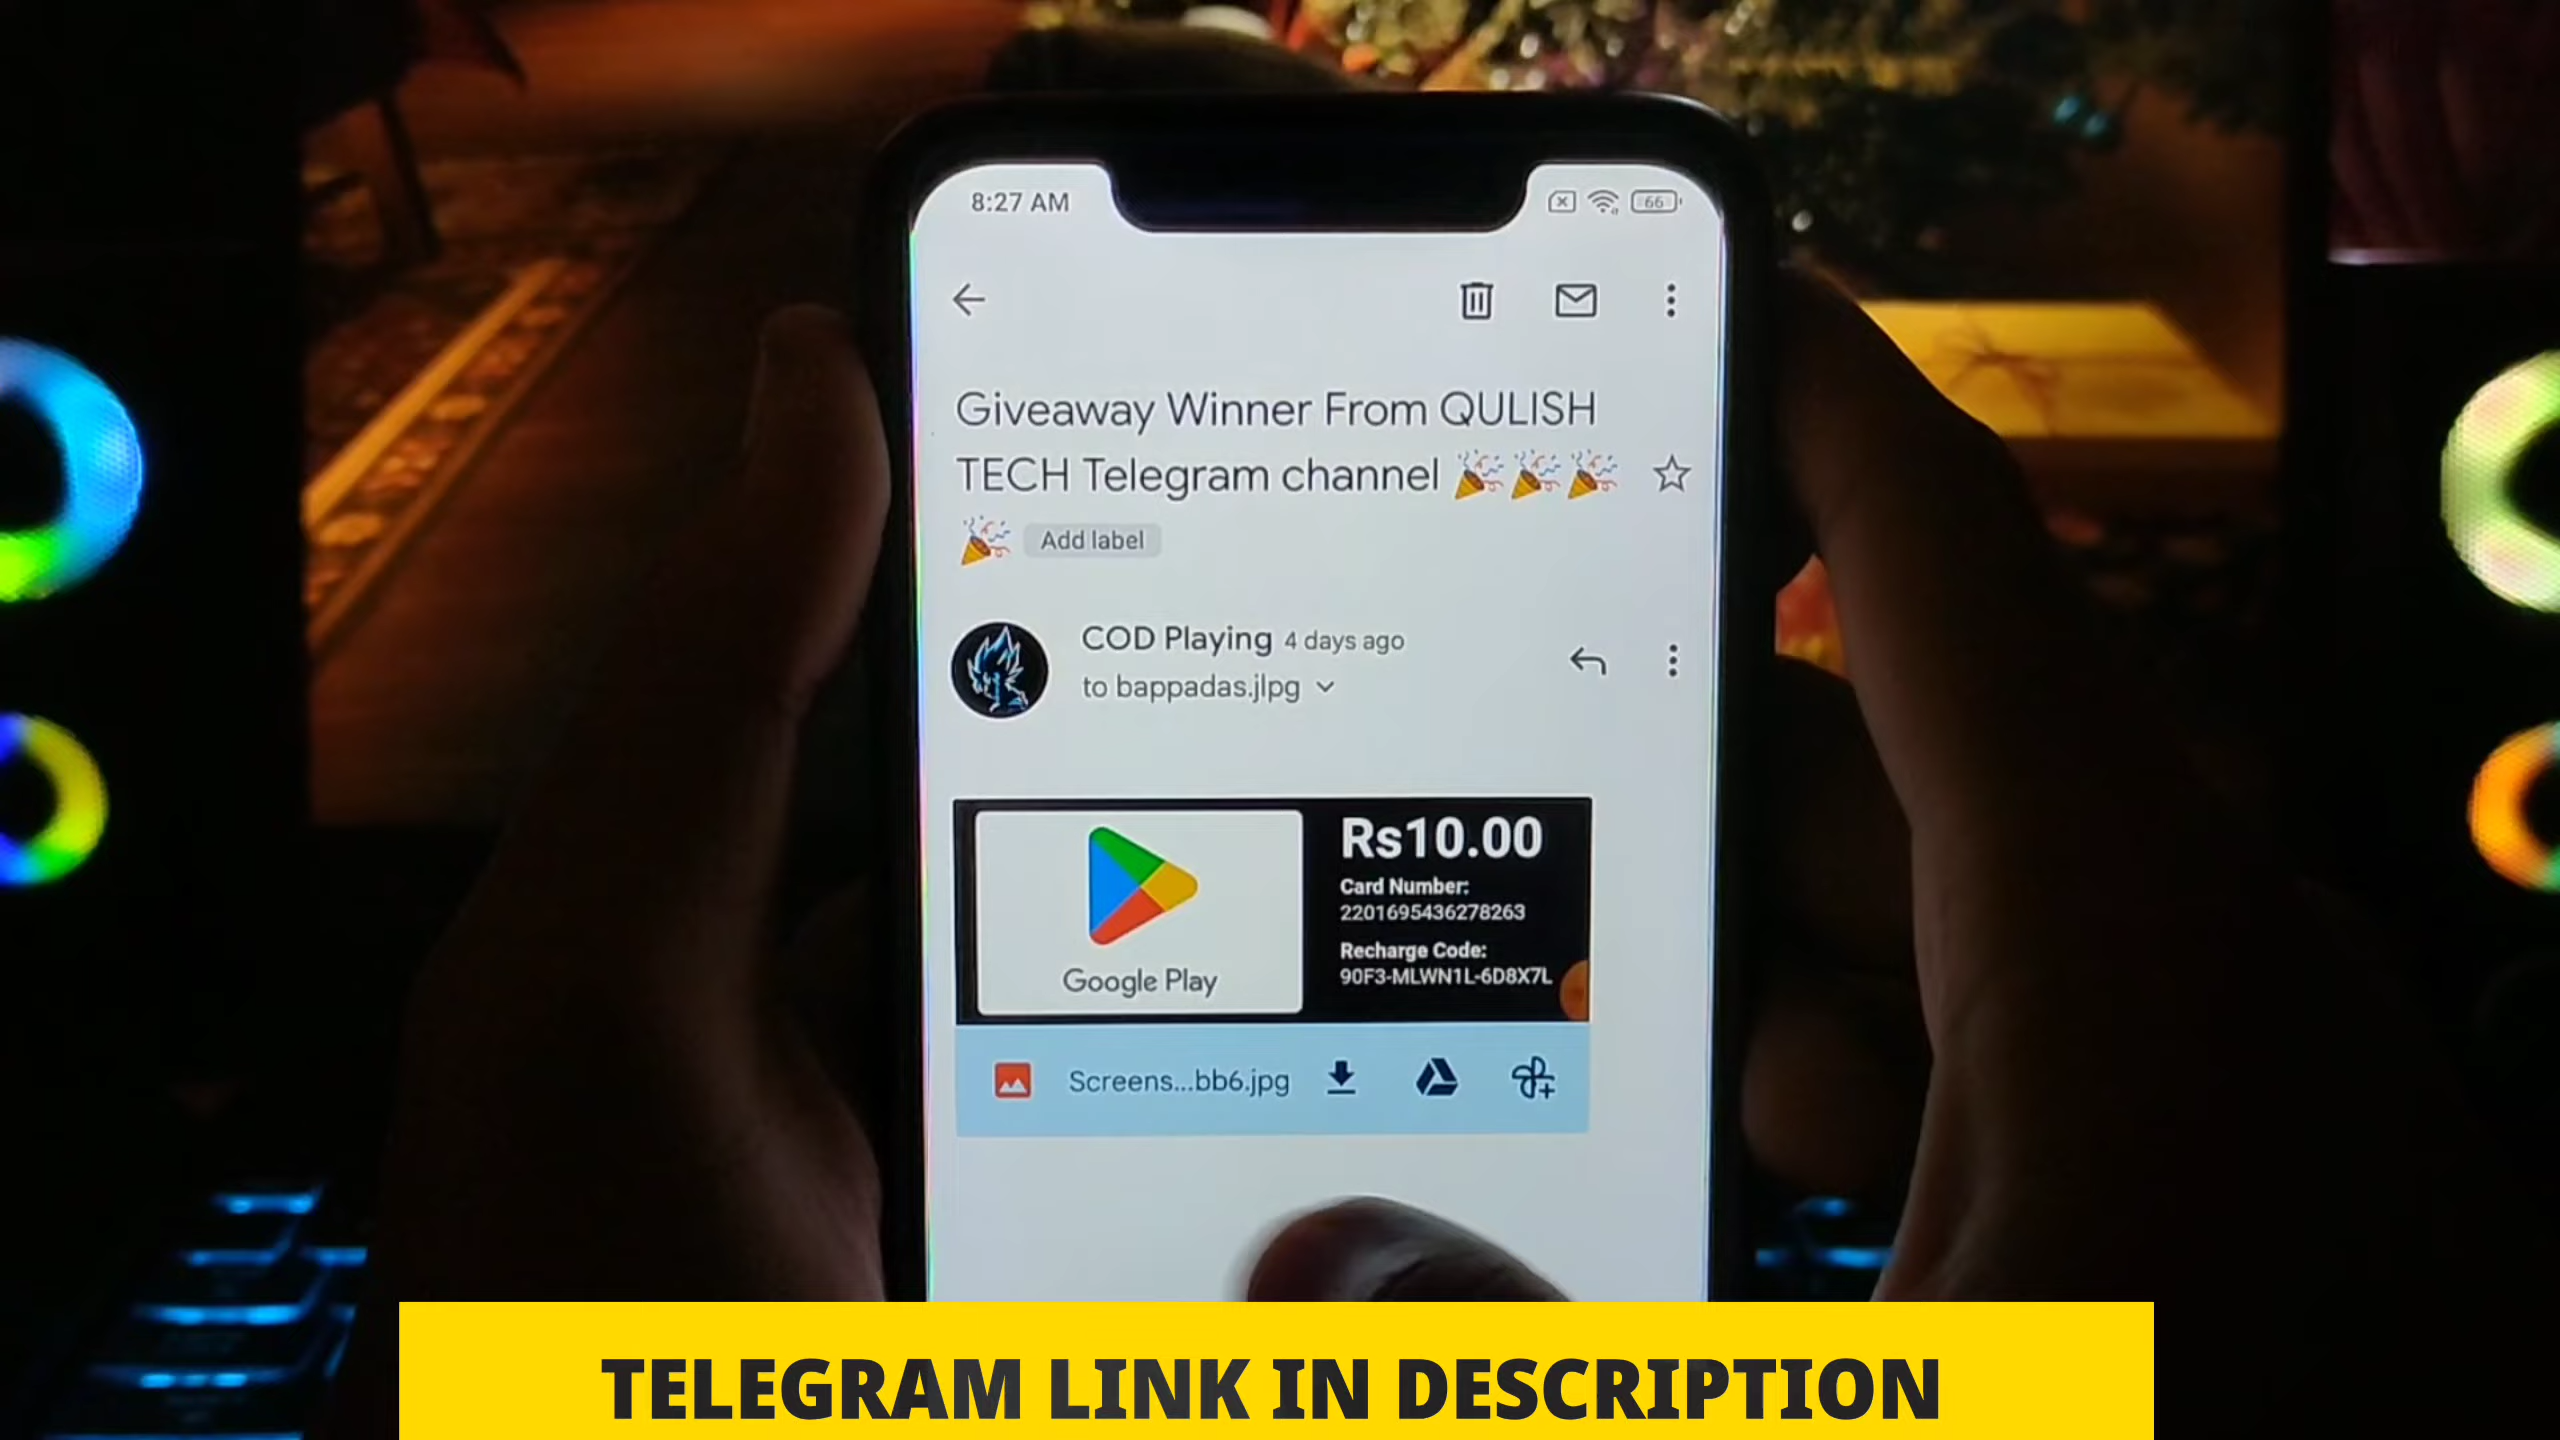 8:27 AM
66
Giveaway Winner From QULISH
TECH Telegram channel 🎉🎉🎉
🎉 Add label
COD Playing 4 days ago
to bappadas.jlpg
Rs10.00
Card Number:
2201695436278263
Recharge Code:
90F3-MLWN1L-6D8X7L
Google Play
Screens...bb6.jpg
TELEGRAM LINK IN DESCRIPTION